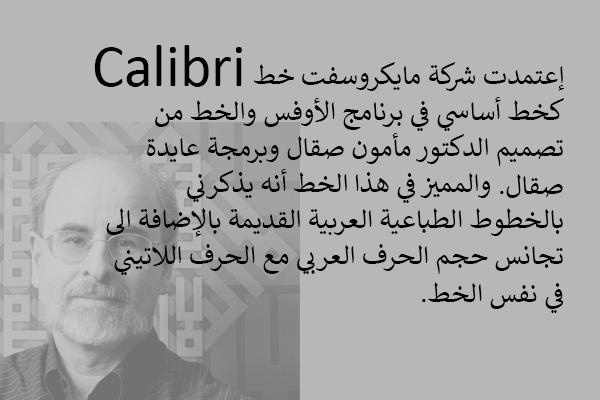 إعتمدت شركة مايكروسفت خط Calibri
كخط أساسي في برنامج الأوفس والخط من
تصميم الدكتور مأمون صقال وبرمجة عايدة
صقال. والمميز في هذا الخط أنه يذكرني
بالخطوط الطباعية العربية القديمة بالإضافة الى
تجانس حجم الحرف العربي مع الحرف اللاتيني
في نفس الخط.